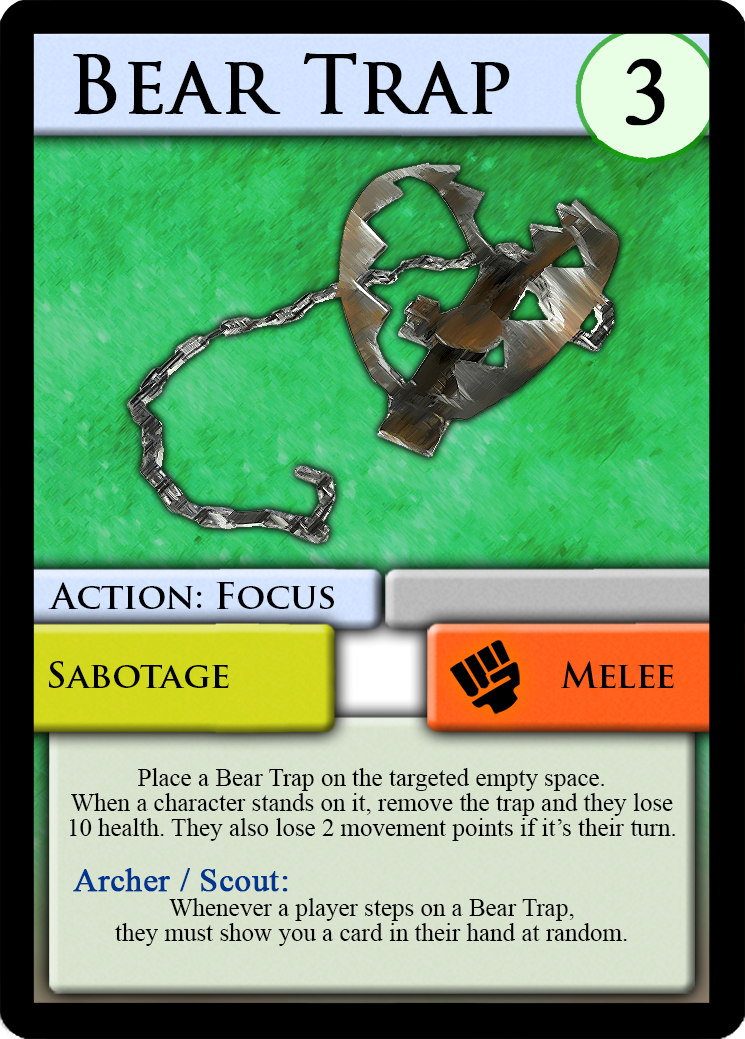 BEAR TRAP
3
ACTION: FOCUS
SABOTAGE
MELEE
Place a Bear Trap on the targeted empty space.
When a character stands on it, remove the trap and they lose
10 health. They also lose 2 movement points if it’s their turn.
Archer / Scout:
Whenever a player steps on a Bear Trap,
they must show you a card in their hand at random.